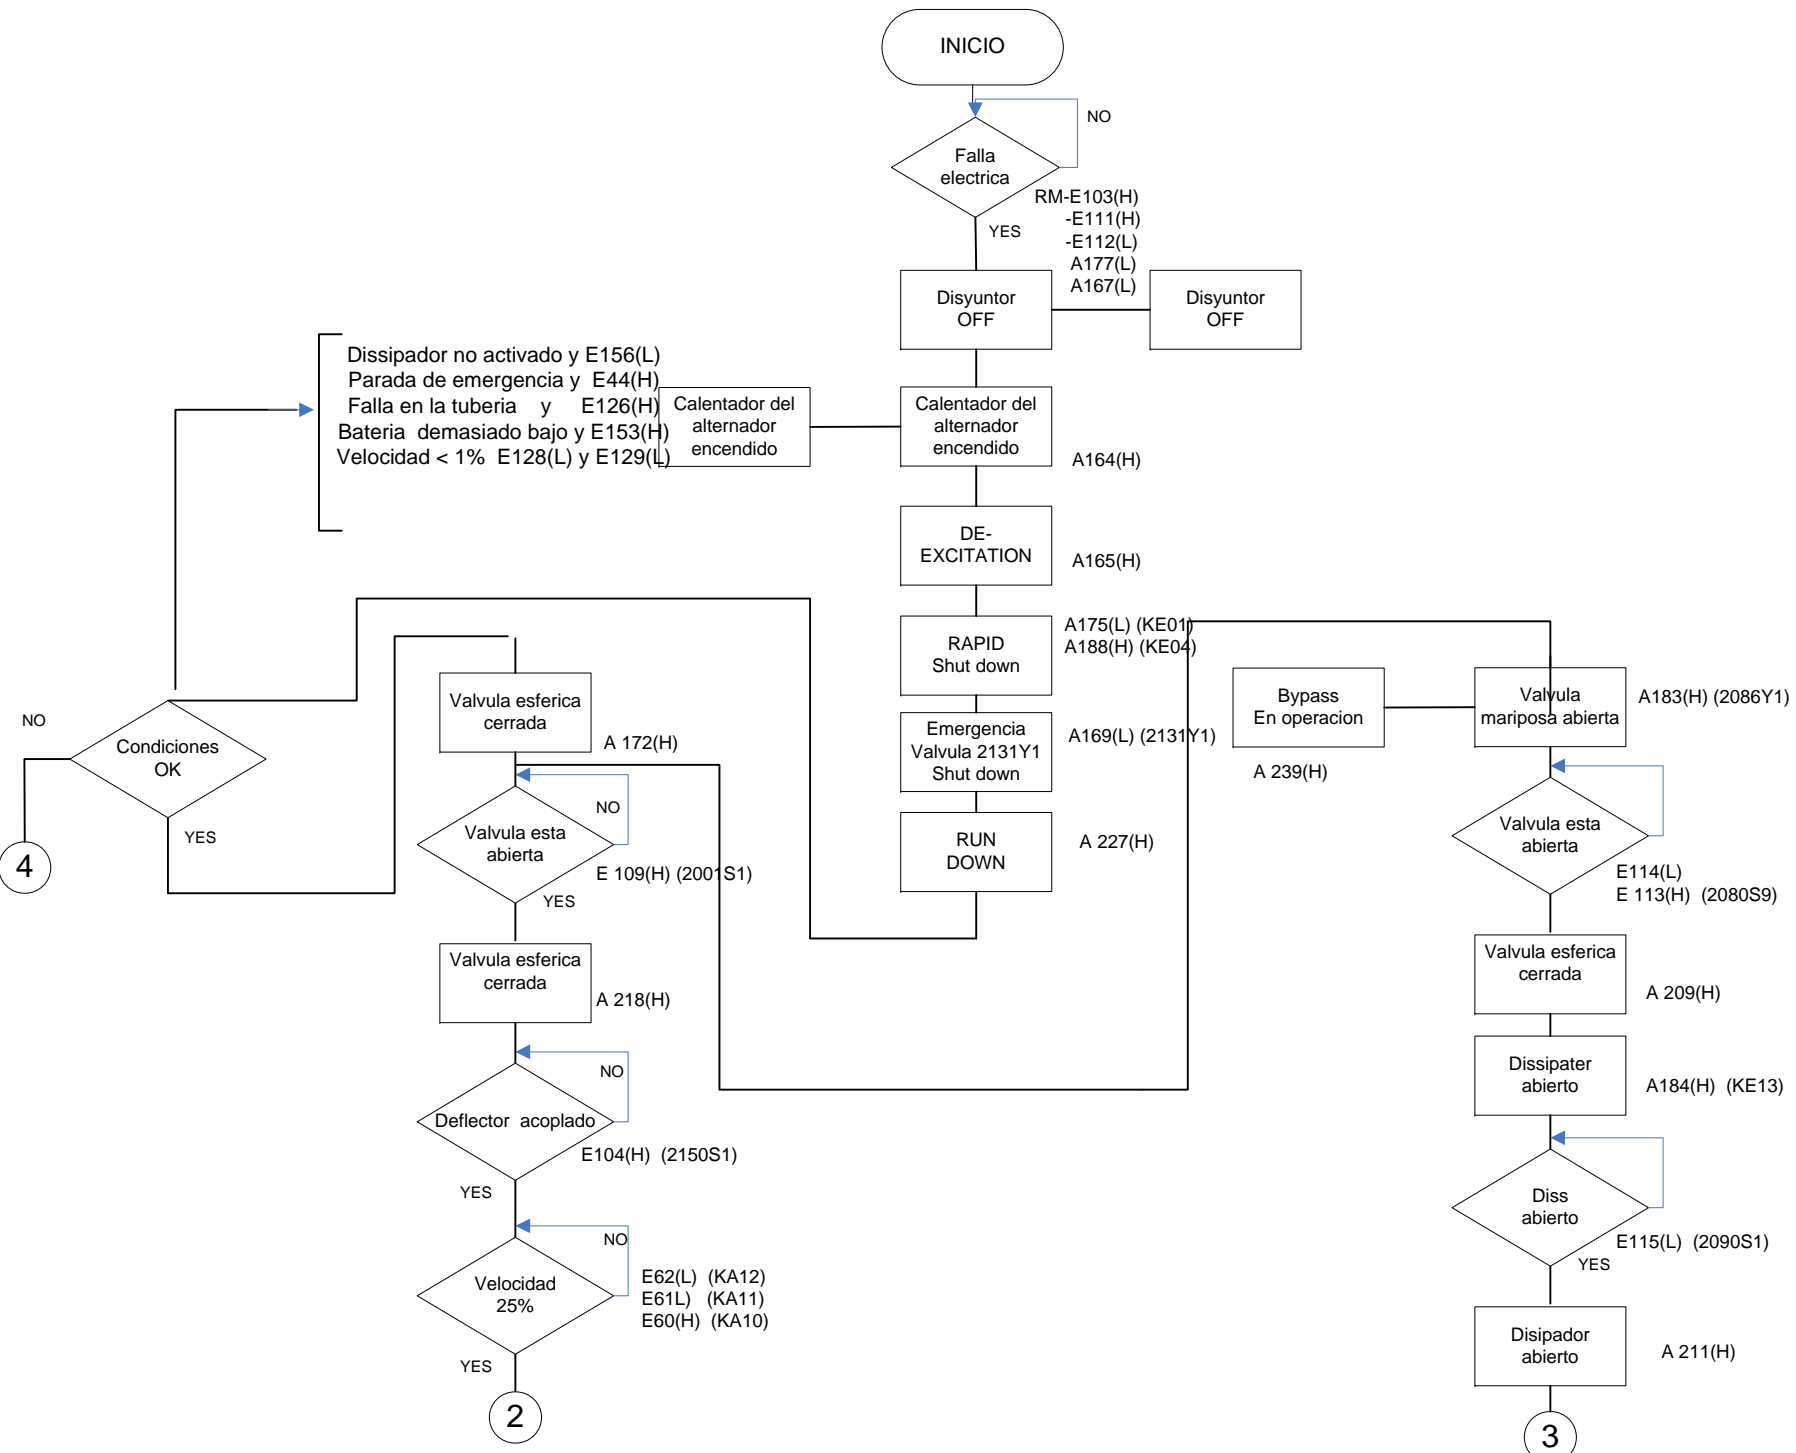 INICIO
NO
Falla
electrica
RM-E103(H)
-E111(H)
-E112(L)
A177(L)
A167(L)
YES
Disyuntor
OFF
Disyuntor
OFF
Dissipador no activado y E156(L)
Parada de emergencia y E44(H)
Falla en la tuberia y E126(H)
Bateria demasiado bajo y E153(H)
Velocidad < 1% E128(L) y E129(L)
Calentador del
alternador
encendido
Calentador del
alternador
encendido
A164(H)
DE-
EXCITATION
A165(H)
RAPID
Shut down
A175(L) (KE01)
A188(H) (KE04)
Emergencia
Valvula 2131Y1
Shut down
A169(L) (2131Y1)
RUN
DOWN
A 227(H)
NO
Condiciones
OK
YES
4
Valvula esferica
cerrada
A 172(H)
NO
Valvula esta
abierta
E 109(H) (2001S1)
YES
Valvula esferica
cerrada
A 218(H)
NO
Deflector acoplado
E104(H) (2150S1)
YES
NO
Velocidad
25%
E62(L) (KA12)
E61L) (KA11)
E60(H) (KA10)
YES
2
Bypass
En operacion
A 239(H)
Valvula
mariposa abierta
A183(H) (2086Y1)
Valvula esta
abierta
E114(L)
E 113(H) (2080S9)
Valvula esferica
cerrada
A 209(H)
Dissipater
abierto
A184(H) (KE13)
Diss
abierto
E115(L) (2090S1)
YES
Disipador
abierto
A 211(H)
3